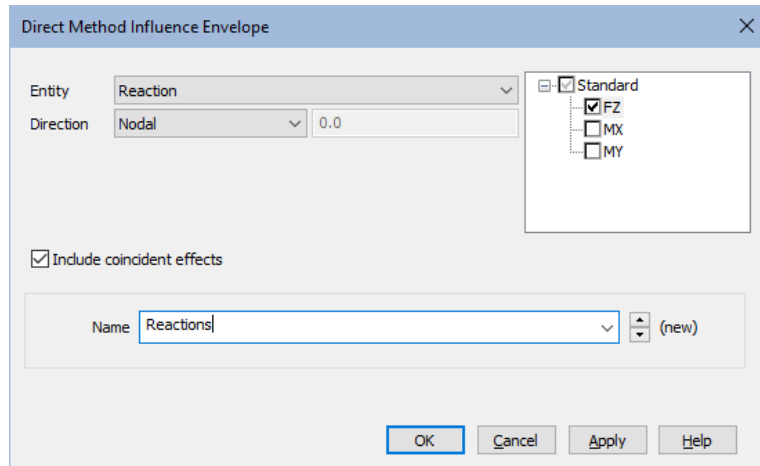 Direct Method Influence Envelope
Entity Reaction
Direction Nodal 0.0
Standard
FZ
MX
MY
Include coincident effects
Name Reactions (new)
OK Cancel Apply Help